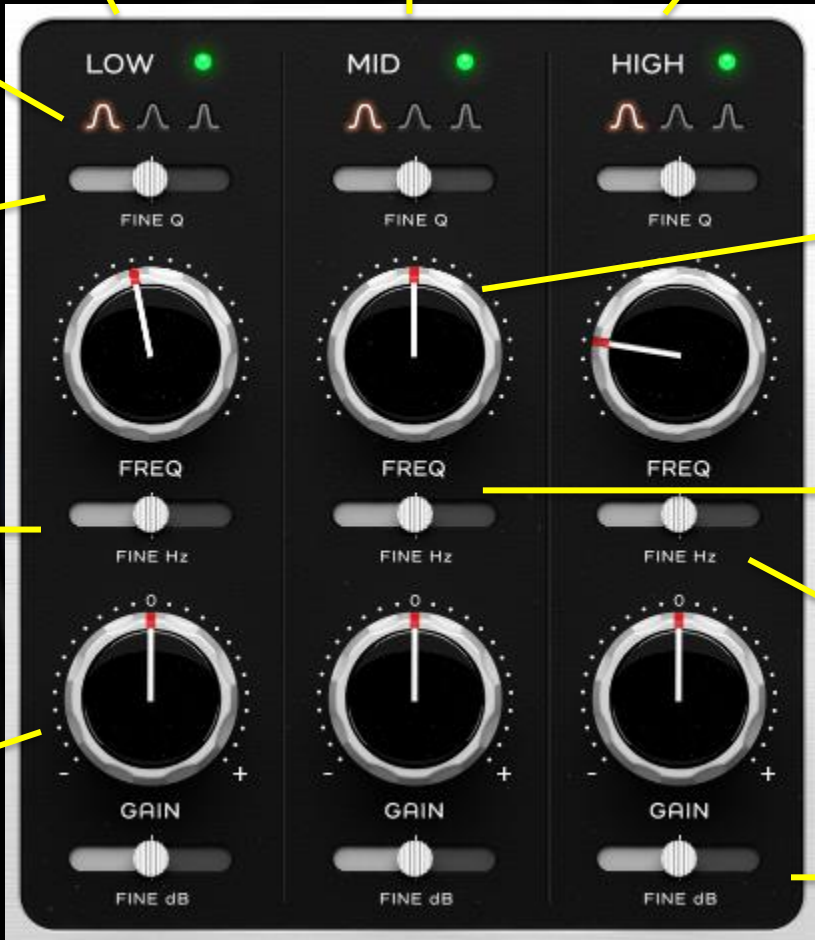 LOW MID HIGH
FINE Q FINE Q FINE Q
FREQ FREQ FREQ
FINE Hz FINE Hz FINE Hz
0 0 0
- + - + - +
GAIN GAIN GAIN
FINE dB FINE dB FINE dB